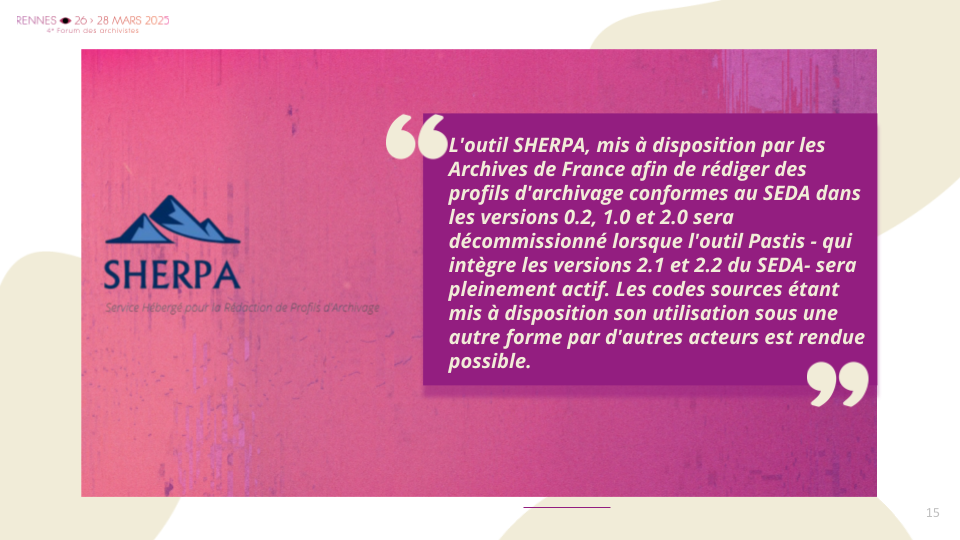 RENNES 26 > 28 MARS 2025
4e Forum des archivistes
L'outil SHERPA, mis à disposition par les
Archives de France afin de rédiger des
profils d'archivage conformes au SEDA dans
les versions 0.2, 1.0 et 2.0 sera
décommissionné lorsque l'outil Pastis - qui
intègre les versions 2.1 et 2.2 du SEDA- sera
pleinement actif. Les codes sources étant
mis à disposition son utilisation sous une
autre forme par d'autres acteurs est rendue
possible.
SHERPA
Service Hébergé pour la Rédaction de Profils d'Archivage
15